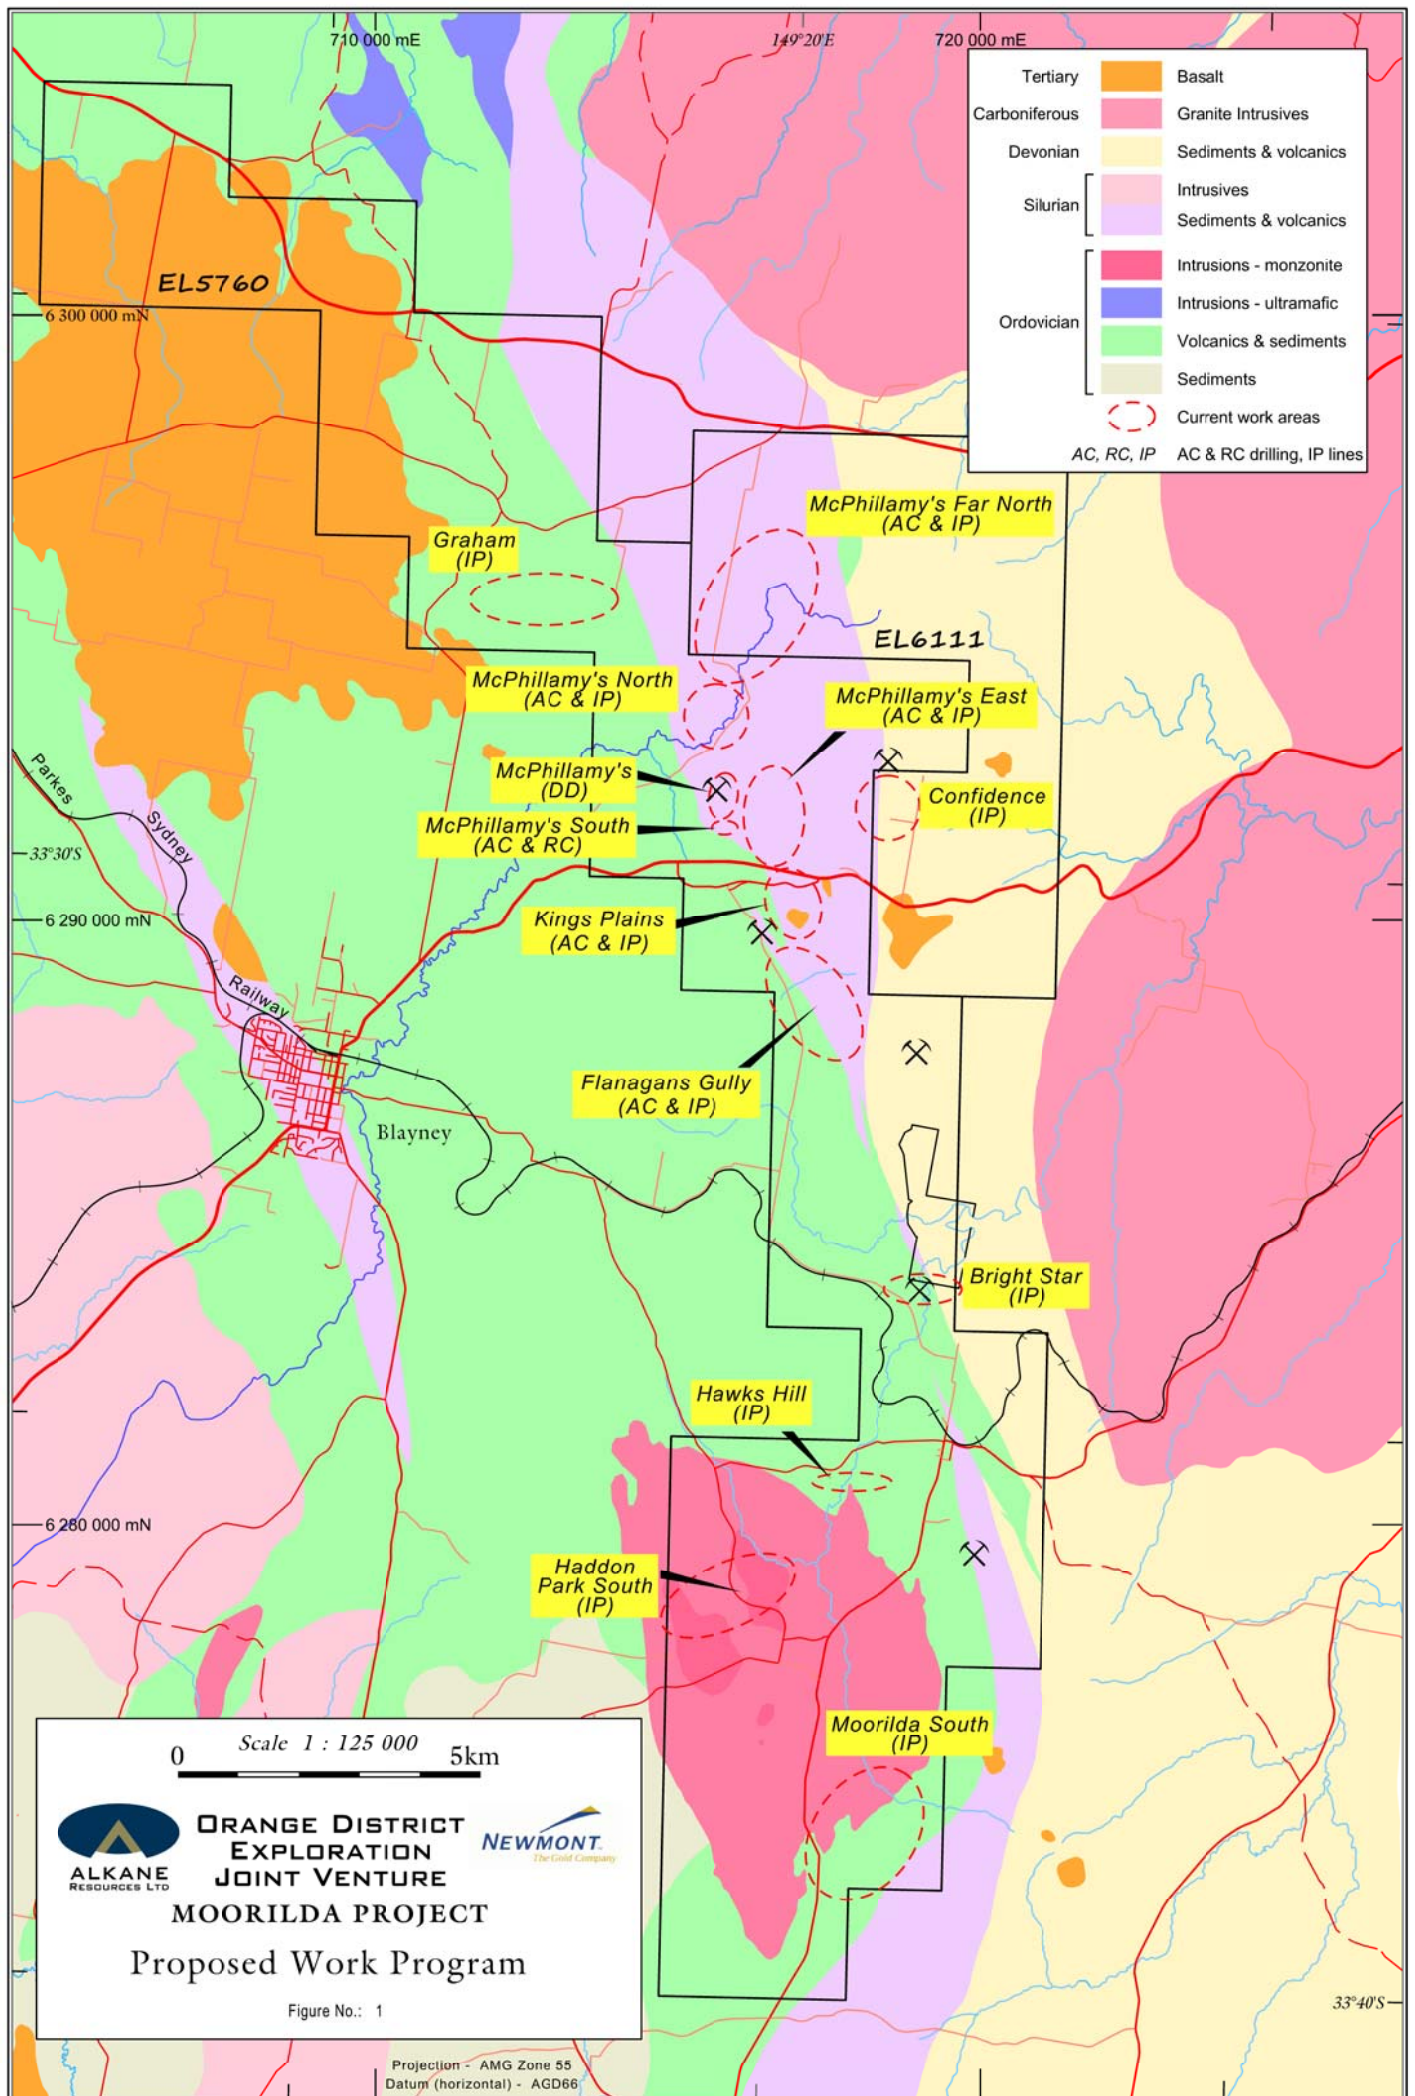 710 000 mE
149°20'E
720 000 mE
Tertiary
Basalt
Carboniferous
Granite Intrusives
Devonian
Sediments & volcanics
Silurian
Intrusives
Sediments & volcanics
Ordovician
Intrusions - monzonite
Intrusions - ultramafic
Volcanics & sediments
Sediments
Current work areas
AC, RC, IP
AC & RC drilling, IP lines
EL5760
6 300 000 mN
McPhillamy's Far North
(AC & IP)
Graham
(IP)
EL6111
McPhillamy's North
(AC & IP)
McPhillamy's East
(AC & IP)
McPhillamy's
(DD)
Confidence
(IP)
McPhillamy's South
(AC & RC)
Parkes
Sydney
Railway
33°30'S
6 290 000 mN
Kings Plains
(AC & IP)
Flanagans Gully
(AC & IP)
Blayney
Bright Star
(IP)
Hawks Hill
(IP)
6 280 000 mN
Haddon
Park South
(IP)
Moorilda South
(IP)
Scale 1 : 125 000
0
5km
ALKANE
RESOURCES LTD
ORANGE DISTRICT
EXPLORATION
JOINT VENTURE
NEWMONT.
The Gold Company
MOORILDA PROJECT
Proposed Work Program
Figure No.: 1
33°40'S
Projection - AMG Zone 55
Datum (horizontal) - AGD66